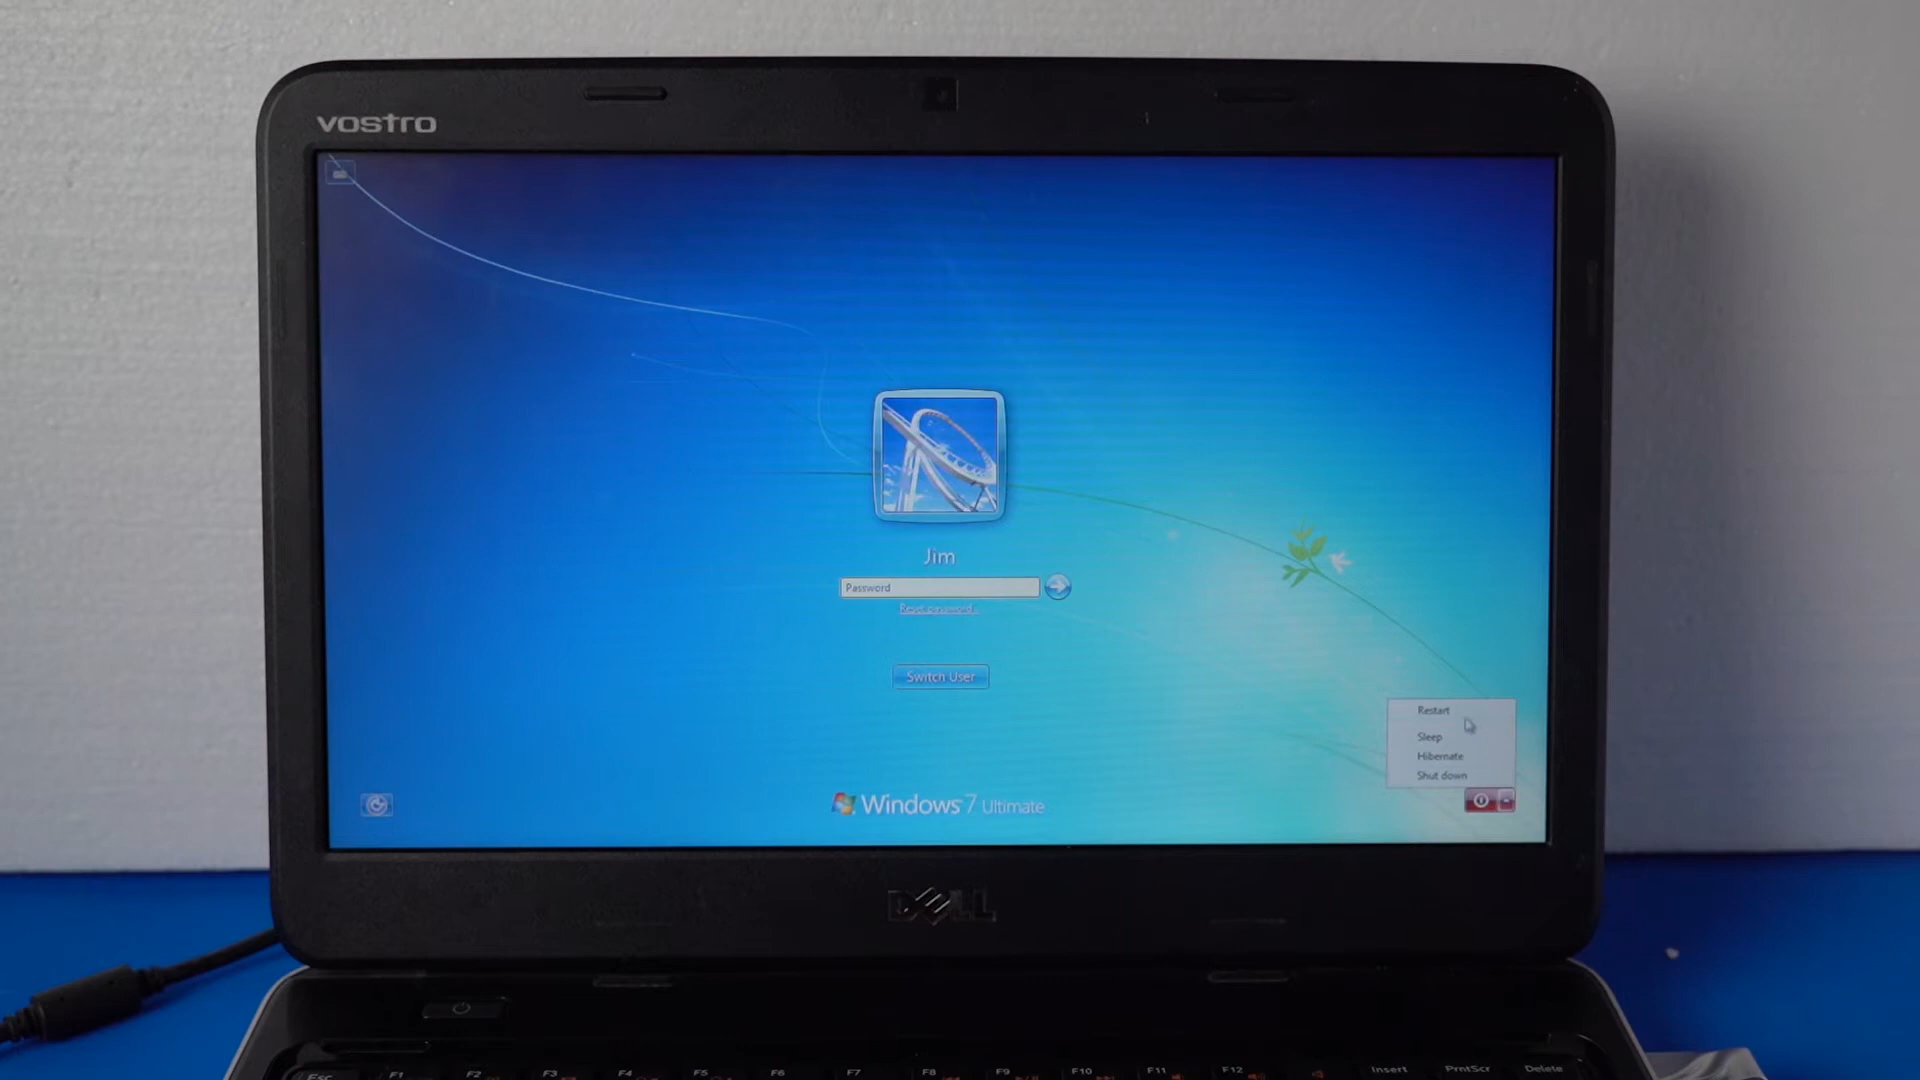 vostro
Jim
Password
Reset password...
Switch User
Restart
Sleep
Hibernate
Shut down
Windows 7 Ultimate
DELL
Esc
F1
F2
F3
F4
F5
F6
F7
F8
F9
F10
F11
F12
Insert
PrntScr
Delete